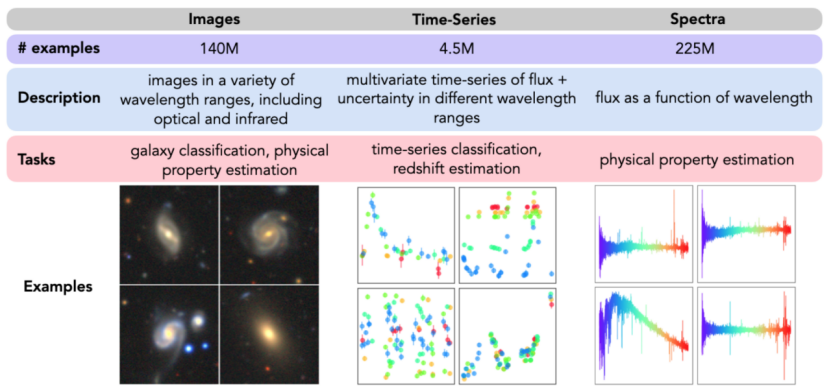 Images Time-Series Spectra
# examples 140M 4.5M 225M
Description
images in a variety of
wavelength ranges, including
optical and infrared
multivariate time-series of flux +
uncertainty in different wavelength
ranges
flux as a function of wavelength
Tasks
galaxy classification, physical
property estimation
time-series classification,
redshift estimation
physical property estimation
Examples